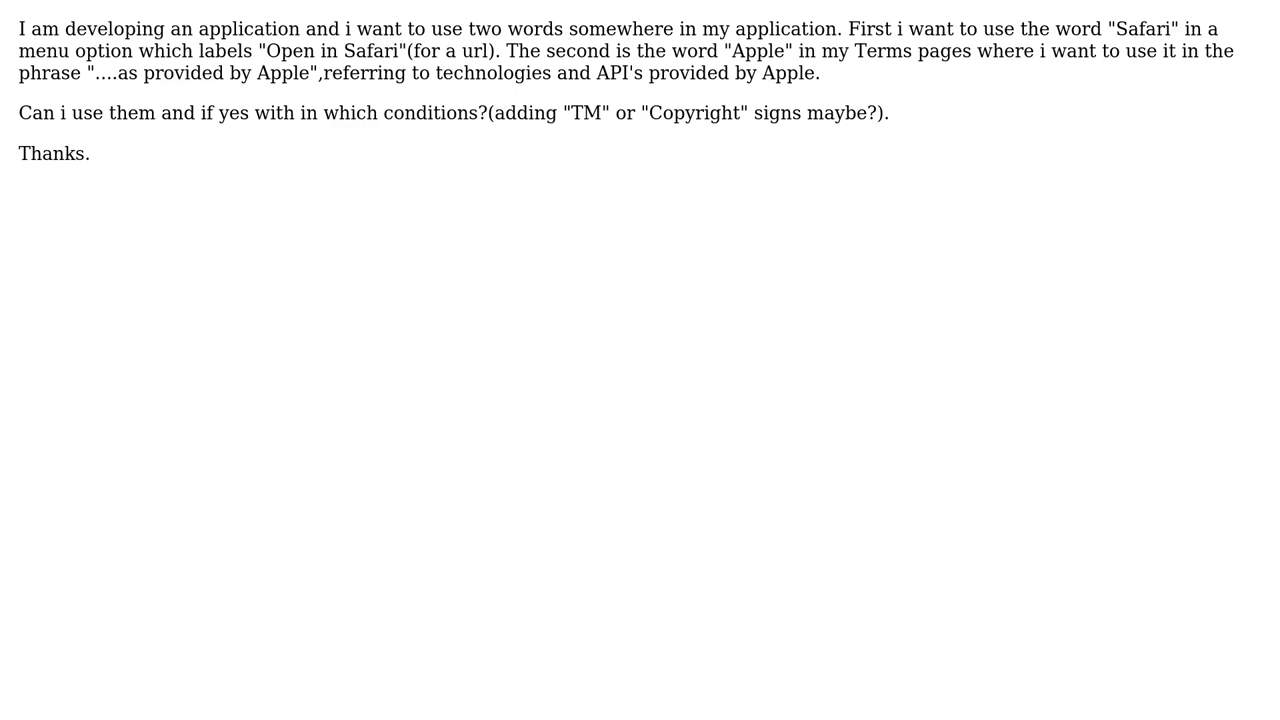 I am developing an application and i want to use two words somewhere in my application. First i want to use the word "Safari" in a
menu option which labels "Open in Safari"(for a url). The second is the word "Apple" in my Terms pages where i want to use it in the
phrase "....as provided by Apple",referring to technologies and API's provided by Apple.
Can i use them and if yes with in which conditions?(adding "TM" or "Copyright" signs maybe?).
Thanks.